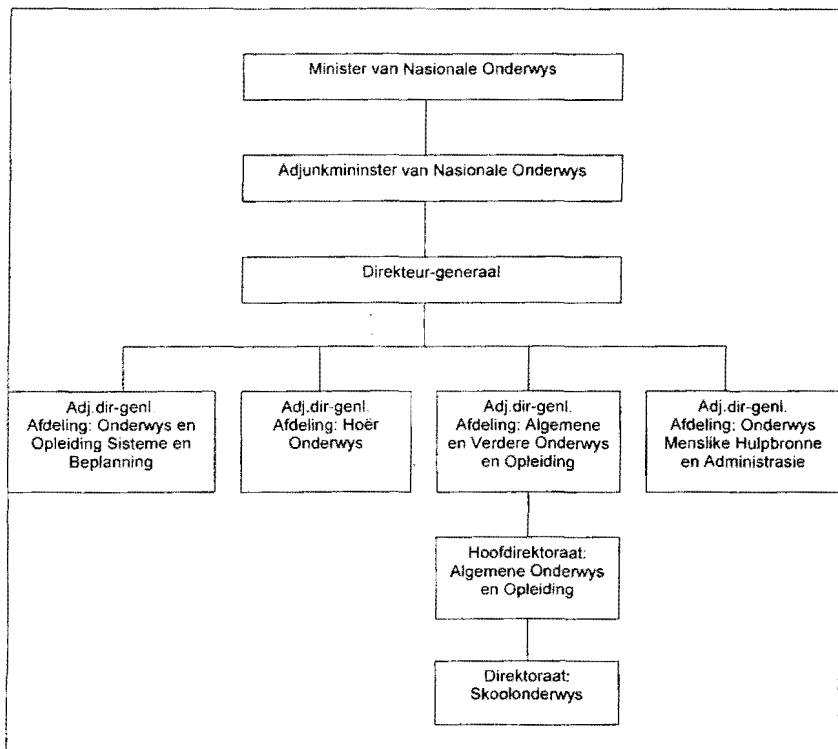 Minister van Nasionale Onderwys
Adjunkmininster van Nasionale Onderwys
Direkteur-generaal
Adj.dir-genl.
Afdeling: Onderwys en
Opleiding Sisteme en
Beplanning
Adj.dir-genl.
Afdeling: Hoër
Onderwys
Adj.dir-genl.
Afdeling: Algemene
en Verdere Onderwys
en Opleiding
Adj.dir-genl.
Afdeling: Onderwys
Menslike Hulpbronne
en Administrasie
Hoofdirektoraat:
Algemene Onderwys
en Opleiding
Direktoraat:
Skoolonderwys